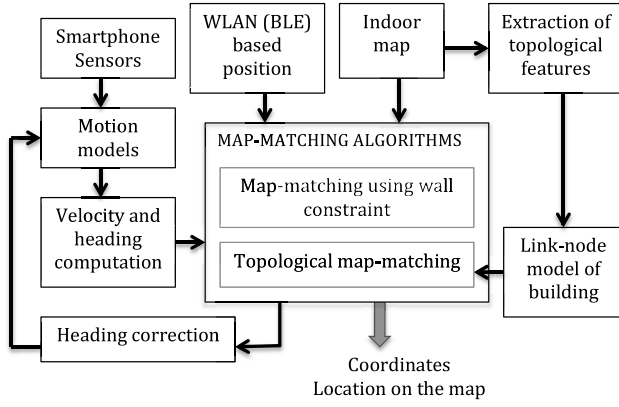 Smartphone
Sensors
WLAN (BLE)
based
position
Indoor
map
Extraction of
topological
features
Motion
models
MAP-MATCHING ALGORITHMS
Map-matching using wall
constraint
Velocity and
heading
computation
Topological map-matching
Link-node
model of
building
Heading correction
Coordinates
Location on the map